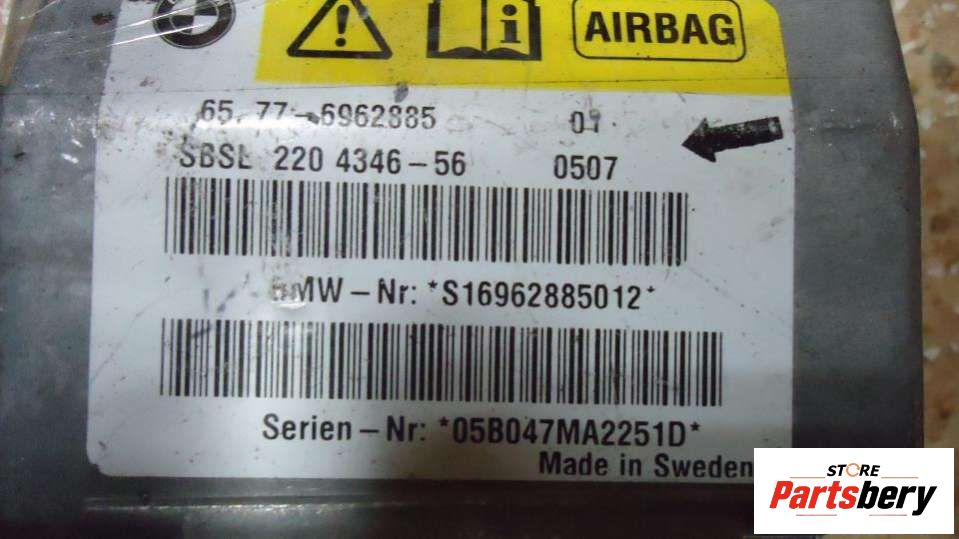 AIRBAG
65. 77-6962885 01
SBSL 220 4346-56 0507
BMW-Nr: *S16962885012*
Serien-Nr: *05B047MA2251D*
Made in Sweden
STORE
Partsbery